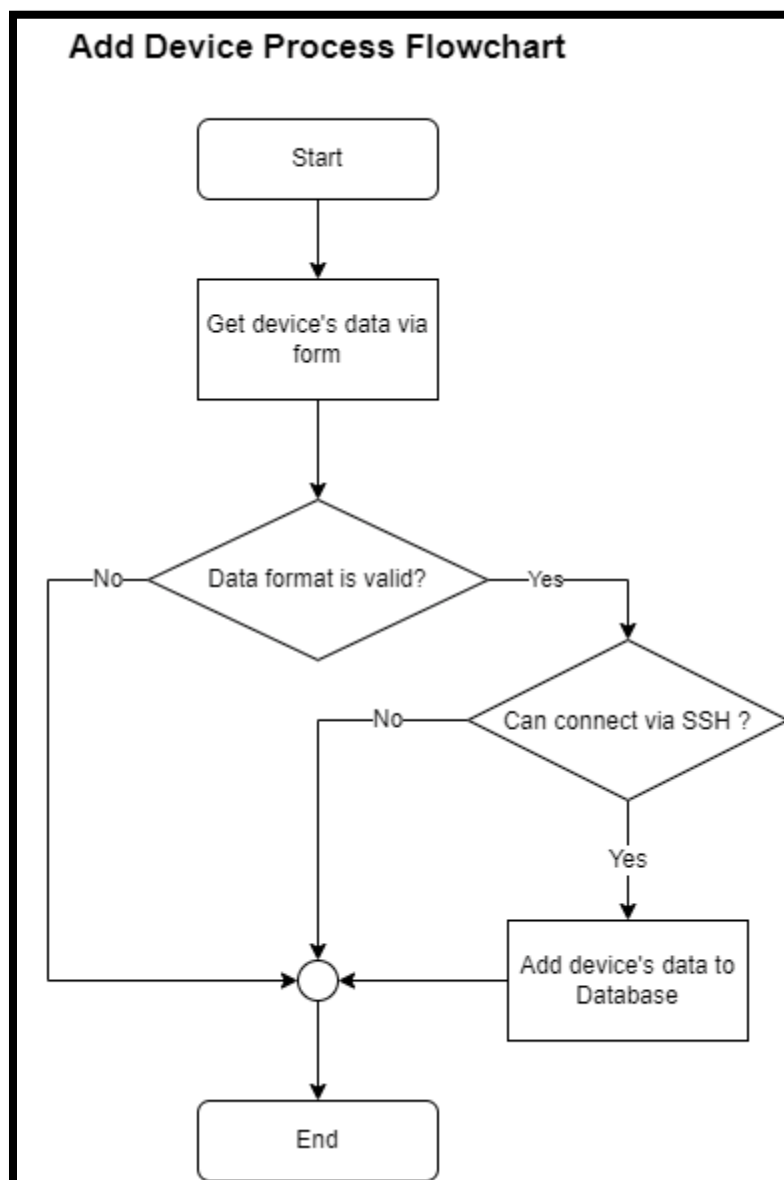 Add Device Process Flowchart
Start
Get device's data via
form
Data format is valid?
No
Yes
Can connect via SSH ?
No
Yes
Add device's data to
Database
End